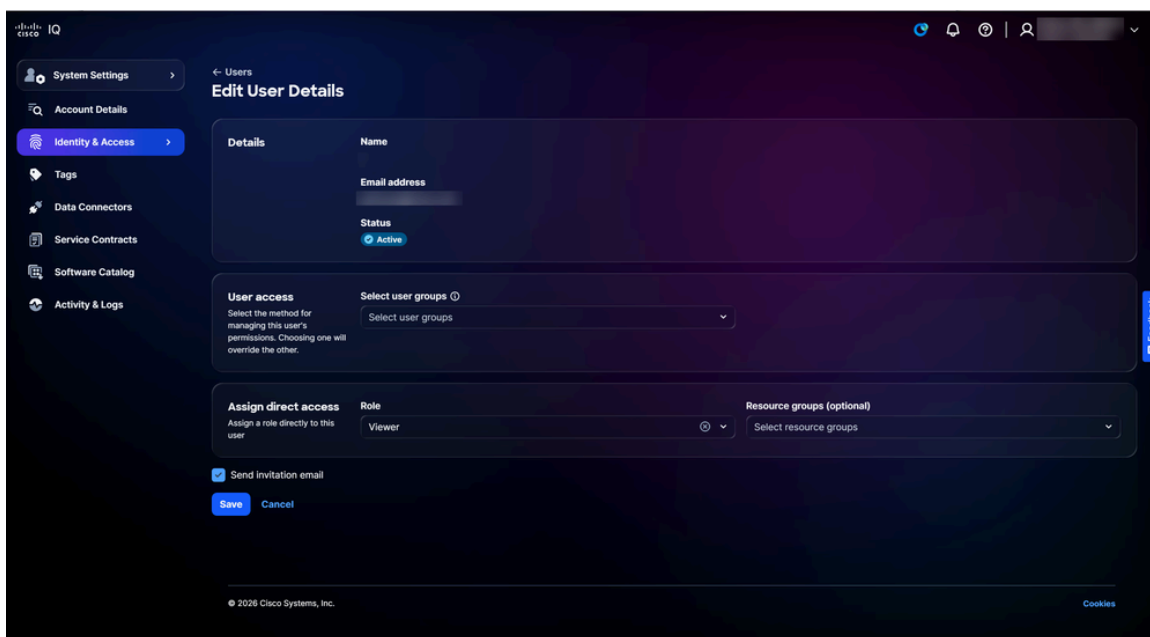 cisco IQ
System Settings
Account Details
Identity & Access
Tags
Data Connectors
Service Contracts
Software Catalog
Activity & Logs
← Users
Edit User Details
Details
Name
Email address
Status
Active
User access
Select the method for
managing this user's
permissions. Choosing one will
override the other.
Select user groups
Select user groups
Assign direct access
Assign a role directly to this
user
Role
Viewer
Resource groups (optional)
Select resource groups
Send invitation email
Save Cancel
© 2026 Cisco Systems, Inc.
Cookies